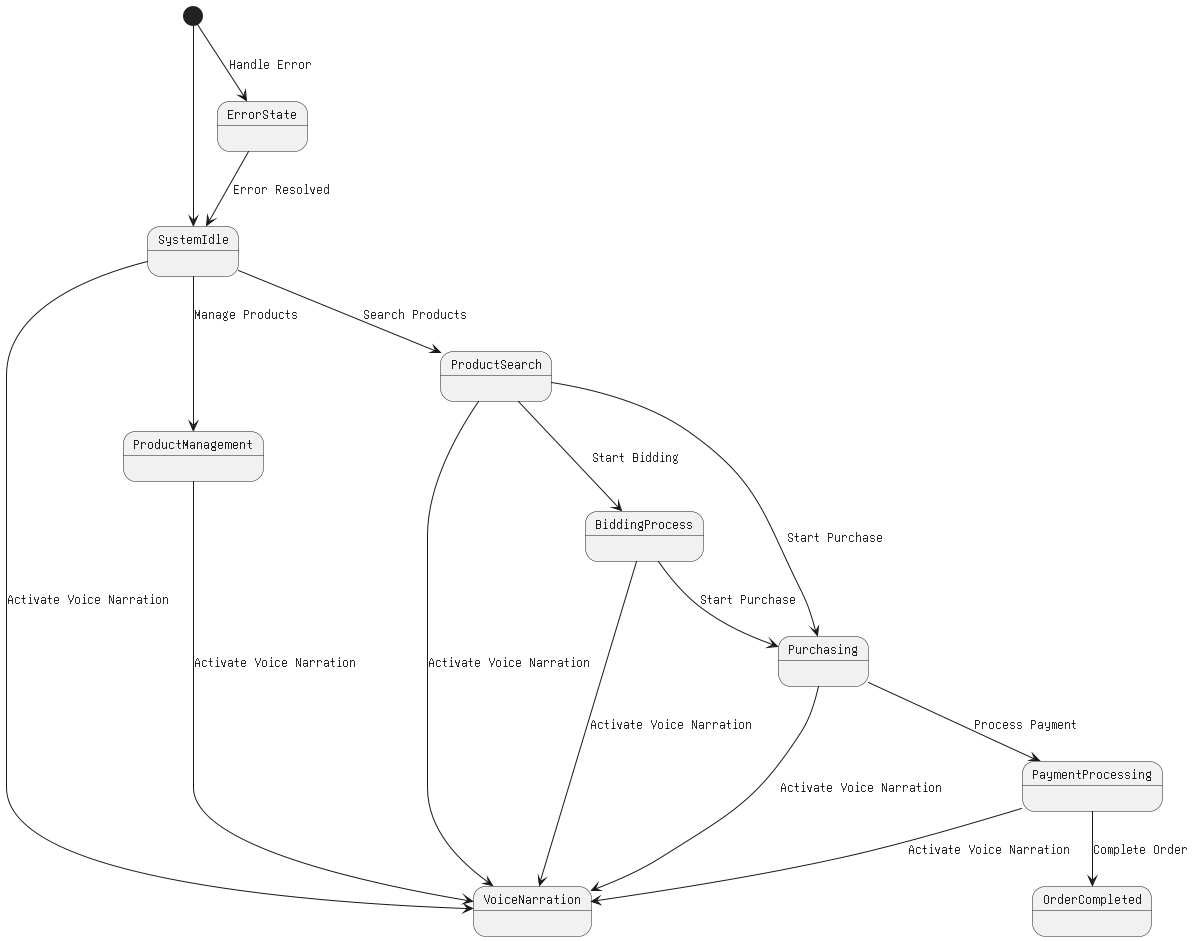 Handle Error
ErrorState
Error Resolved
SystemIdle
Manage Products
Search Products
ProductSearch
ProductManagement
Start Bidding
BiddingProcess
Start Purchase
Activate Voice Narration
Start Purchase
Purchasing
Activate Voice Narration
Activate Voice Narration
Activate Voice Narration
Process Payment
PaymentProcessing
Activate Voice Narration
Activate Voice Narration
Complete Order
VoiceNarration
OrderCompleted